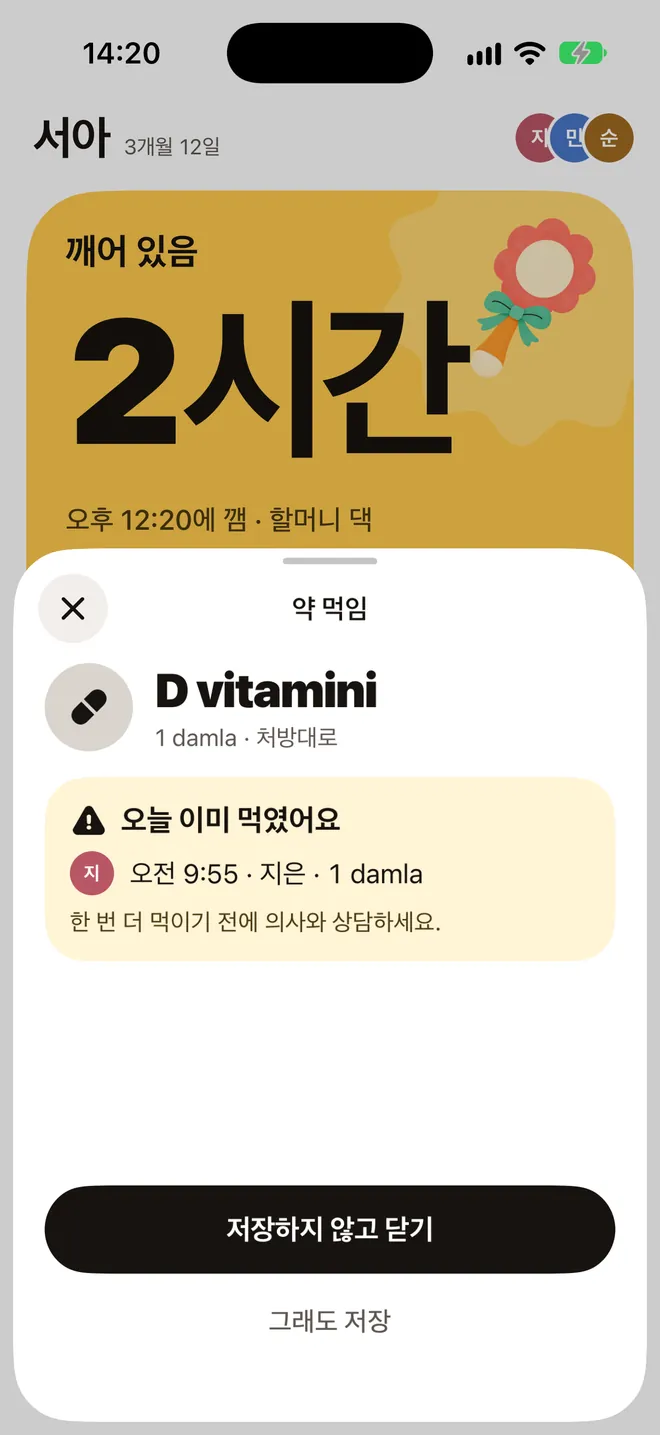 14:20
서아 3개월 12일
지 민 순
깨어 있음
2시간
오후 12:20에 깸 · 할머니 댁
약 먹임
D vitamini
1 damla · 처방대로
오늘 이미 먹였어요
지 오전 9:55 · 지은 · 1 damla
한 번 더 먹이기 전에 의사와 상담하세요.
저장하지 않고 닫기
그래도 저장